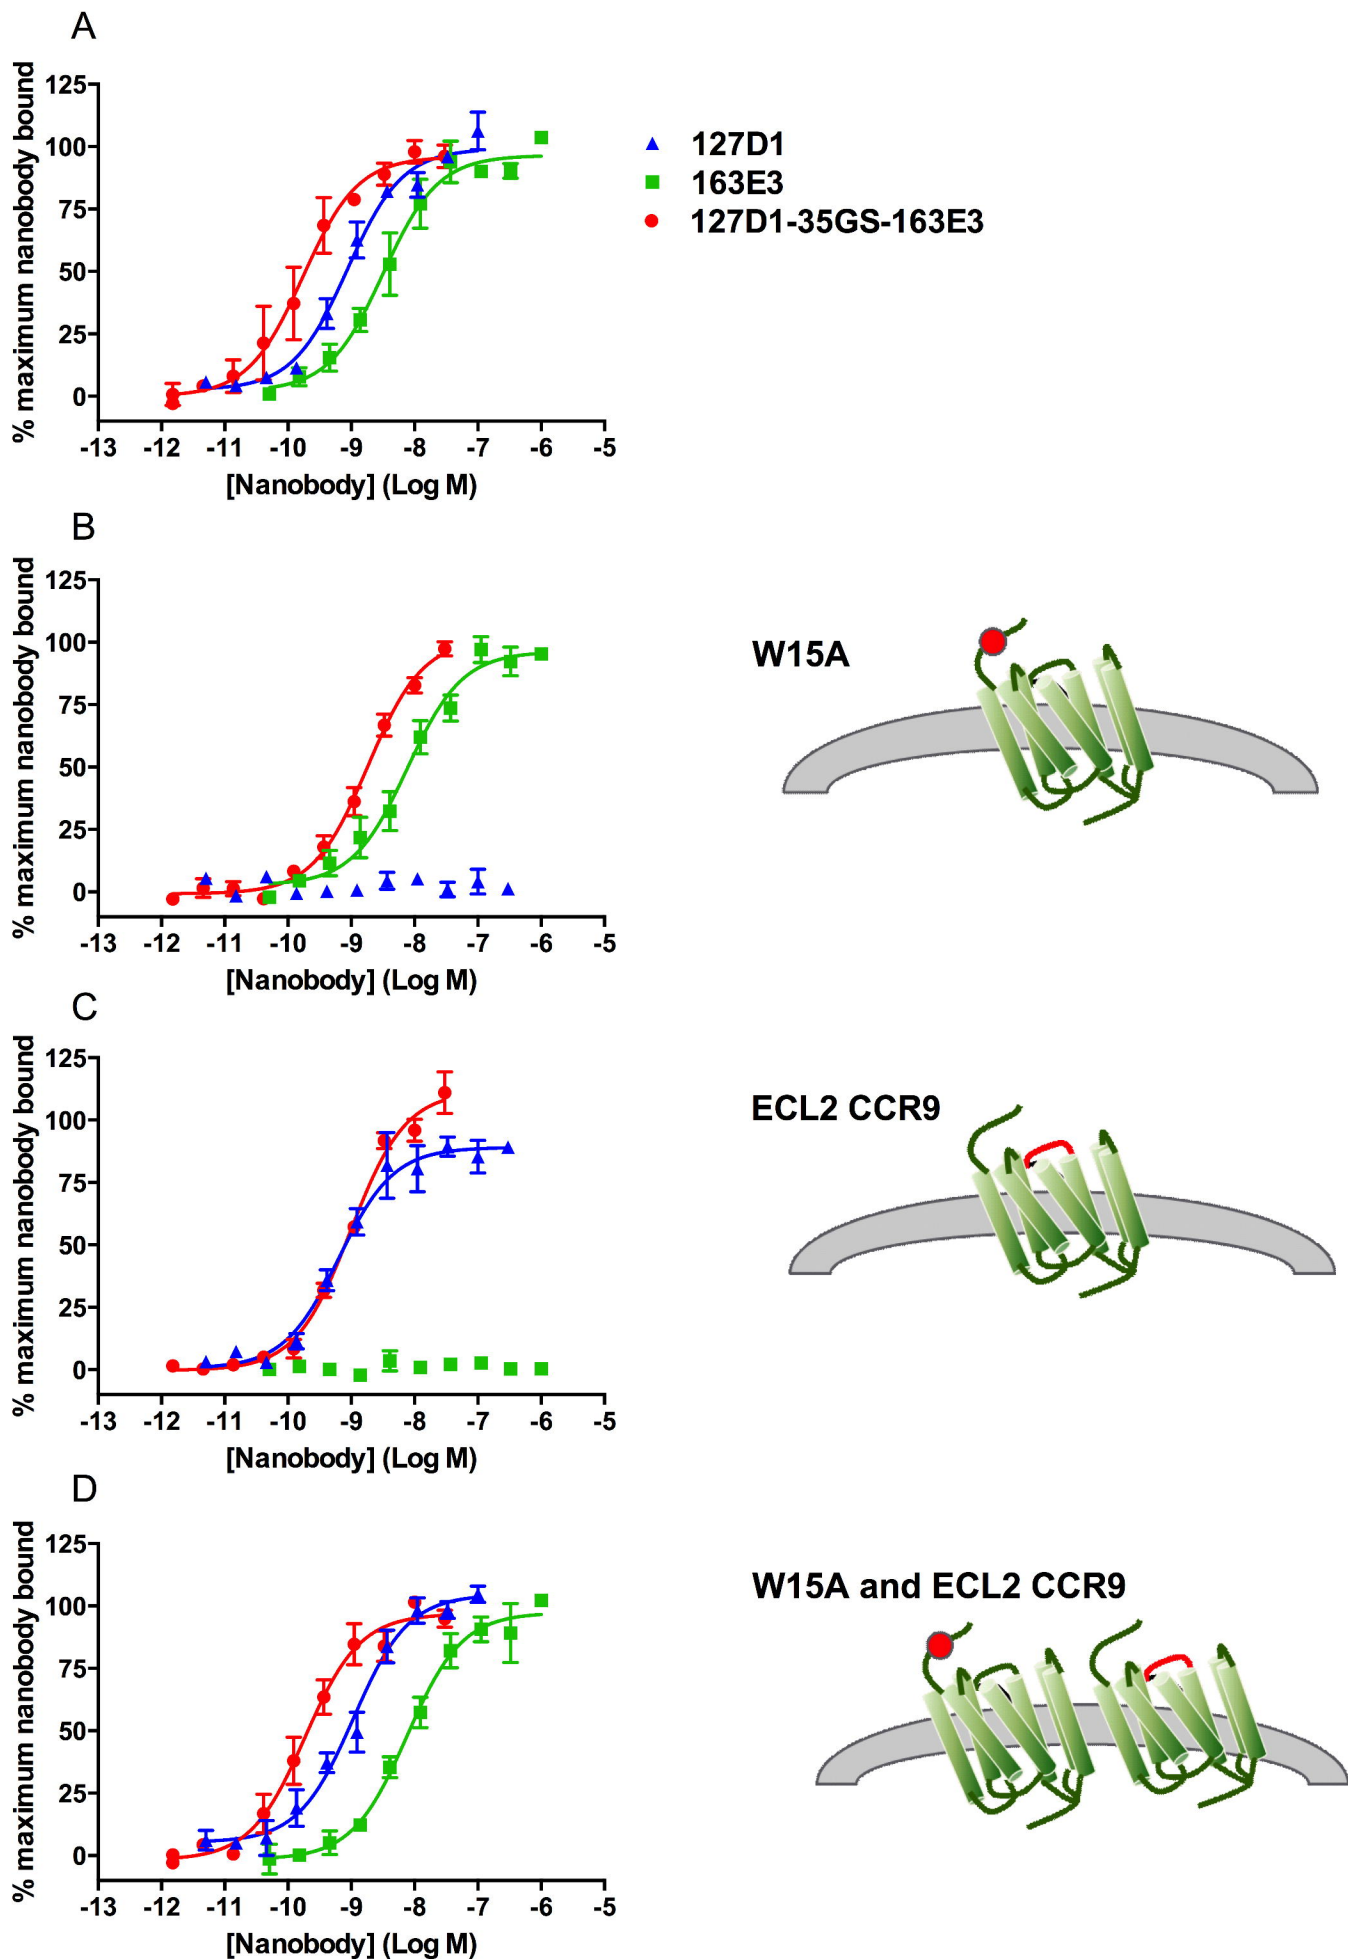 A
% maximum nanobody bound
125
100
75
50
25
0
-13 -12 -11 -10 -9 -8 -7 -6 -5
[Nanobody] (Log M)
127D1
163E3
127D1-35GS-163E3
B
% maximum nanobody bound
125
100
75
50
25
0
-13 -12 -11 -10 -9 -8 -7 -6 -5
[Nanobody] (Log M)
W15A
C
% maximum nanobody bound
125
100
75
50
25
0
-13 -12 -11 -10 -9 -8 -7 -6 -5
[Nanobody] (Log M)
ECL2 CCR9
D
% maximum nanobody bound
125
100
75
50
25
0
-13 -12 -11 -10 -9 -8 -7 -6 -5
[Nanobody] (Log M)
W15A and ECL2 CCR9